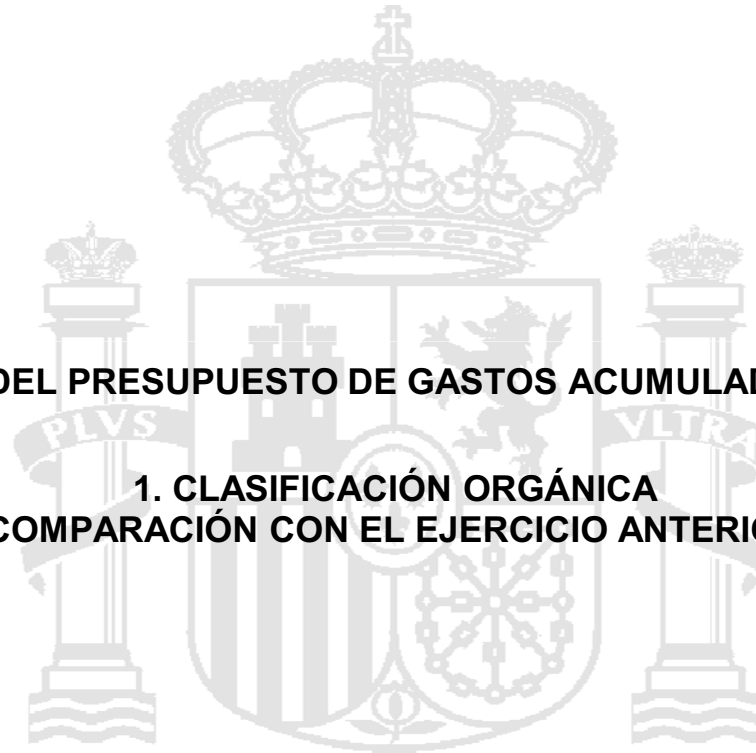 DEL PRESUPUESTO DE GASTOS ACUMULAD
PLVS
VLTRA
1. CLASIFICACIÓN ORGÁNICA
COMPARACIÓN CON EL EJERCICIO ANTERIO